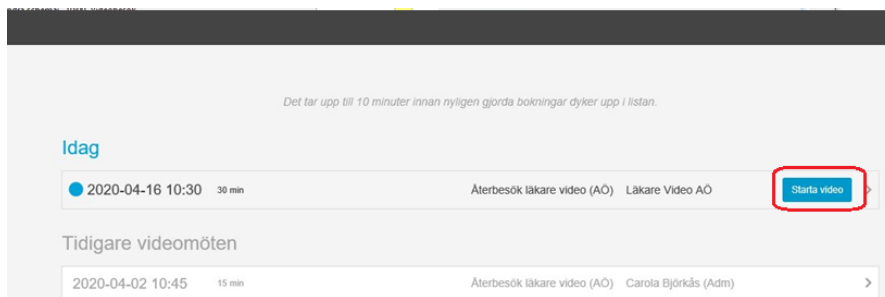 Det tar upp till 10 minuter innan nyligen gjorda bokningar dyker upp i listan.
Idag
2020-04-16 10:30 30 min Återbesök läkare video (AÖ) Läkare Video AÖ Starta video
Tidigare videomöten
2020-04-02 10:45 15 min Återbesök läkare video (AÖ) Carola Björkås (Adm)